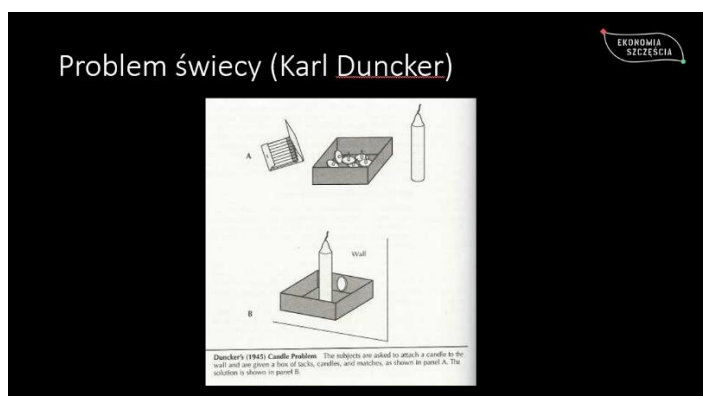 Problem świecy (Karl Duncker)
EKONOMIA
SZCZĘŚCIA
A
Wall
B
Duncker's (1945) Candle Problem The subjects are asked to attach a candle to the
wall and are given a box of tacks, candles, and matches, as shown in panel A. The
solution is shown in panel B.